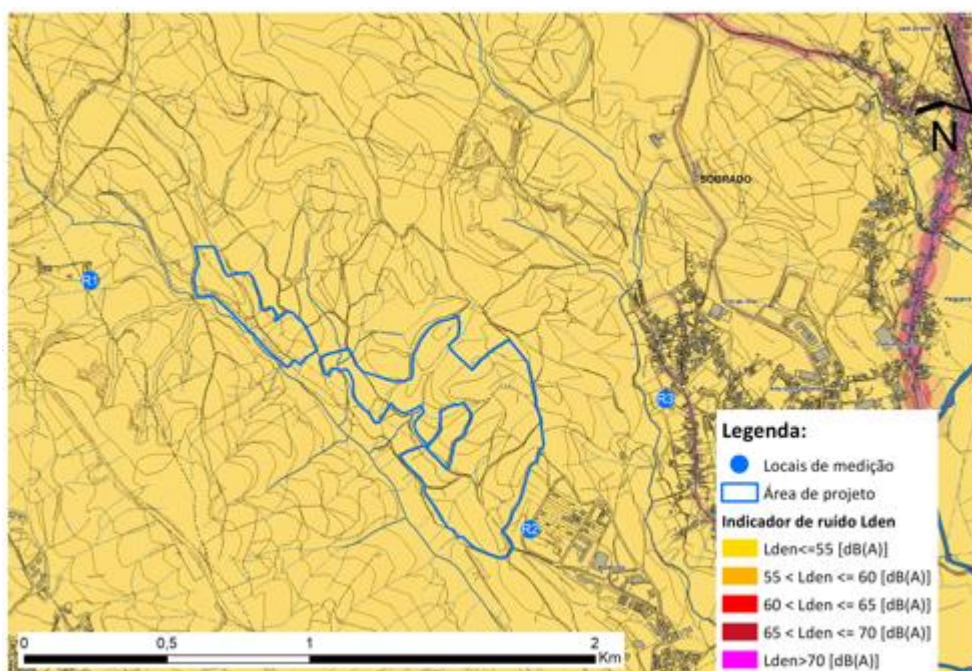 N
SOBRADO
R1
R3
R2
Legenda:
Locais de medição
Área de projeto
Indicador de ruído Lden
Lden<=55 [dB(A)]
55 < Lden <= 60 [dB(A)]
60 < Lden <= 65 [dB(A)]
65 < Lden <= 70 [dB(A)]
Lden>70 [dB(A)]
0 0,5 1 2
Km